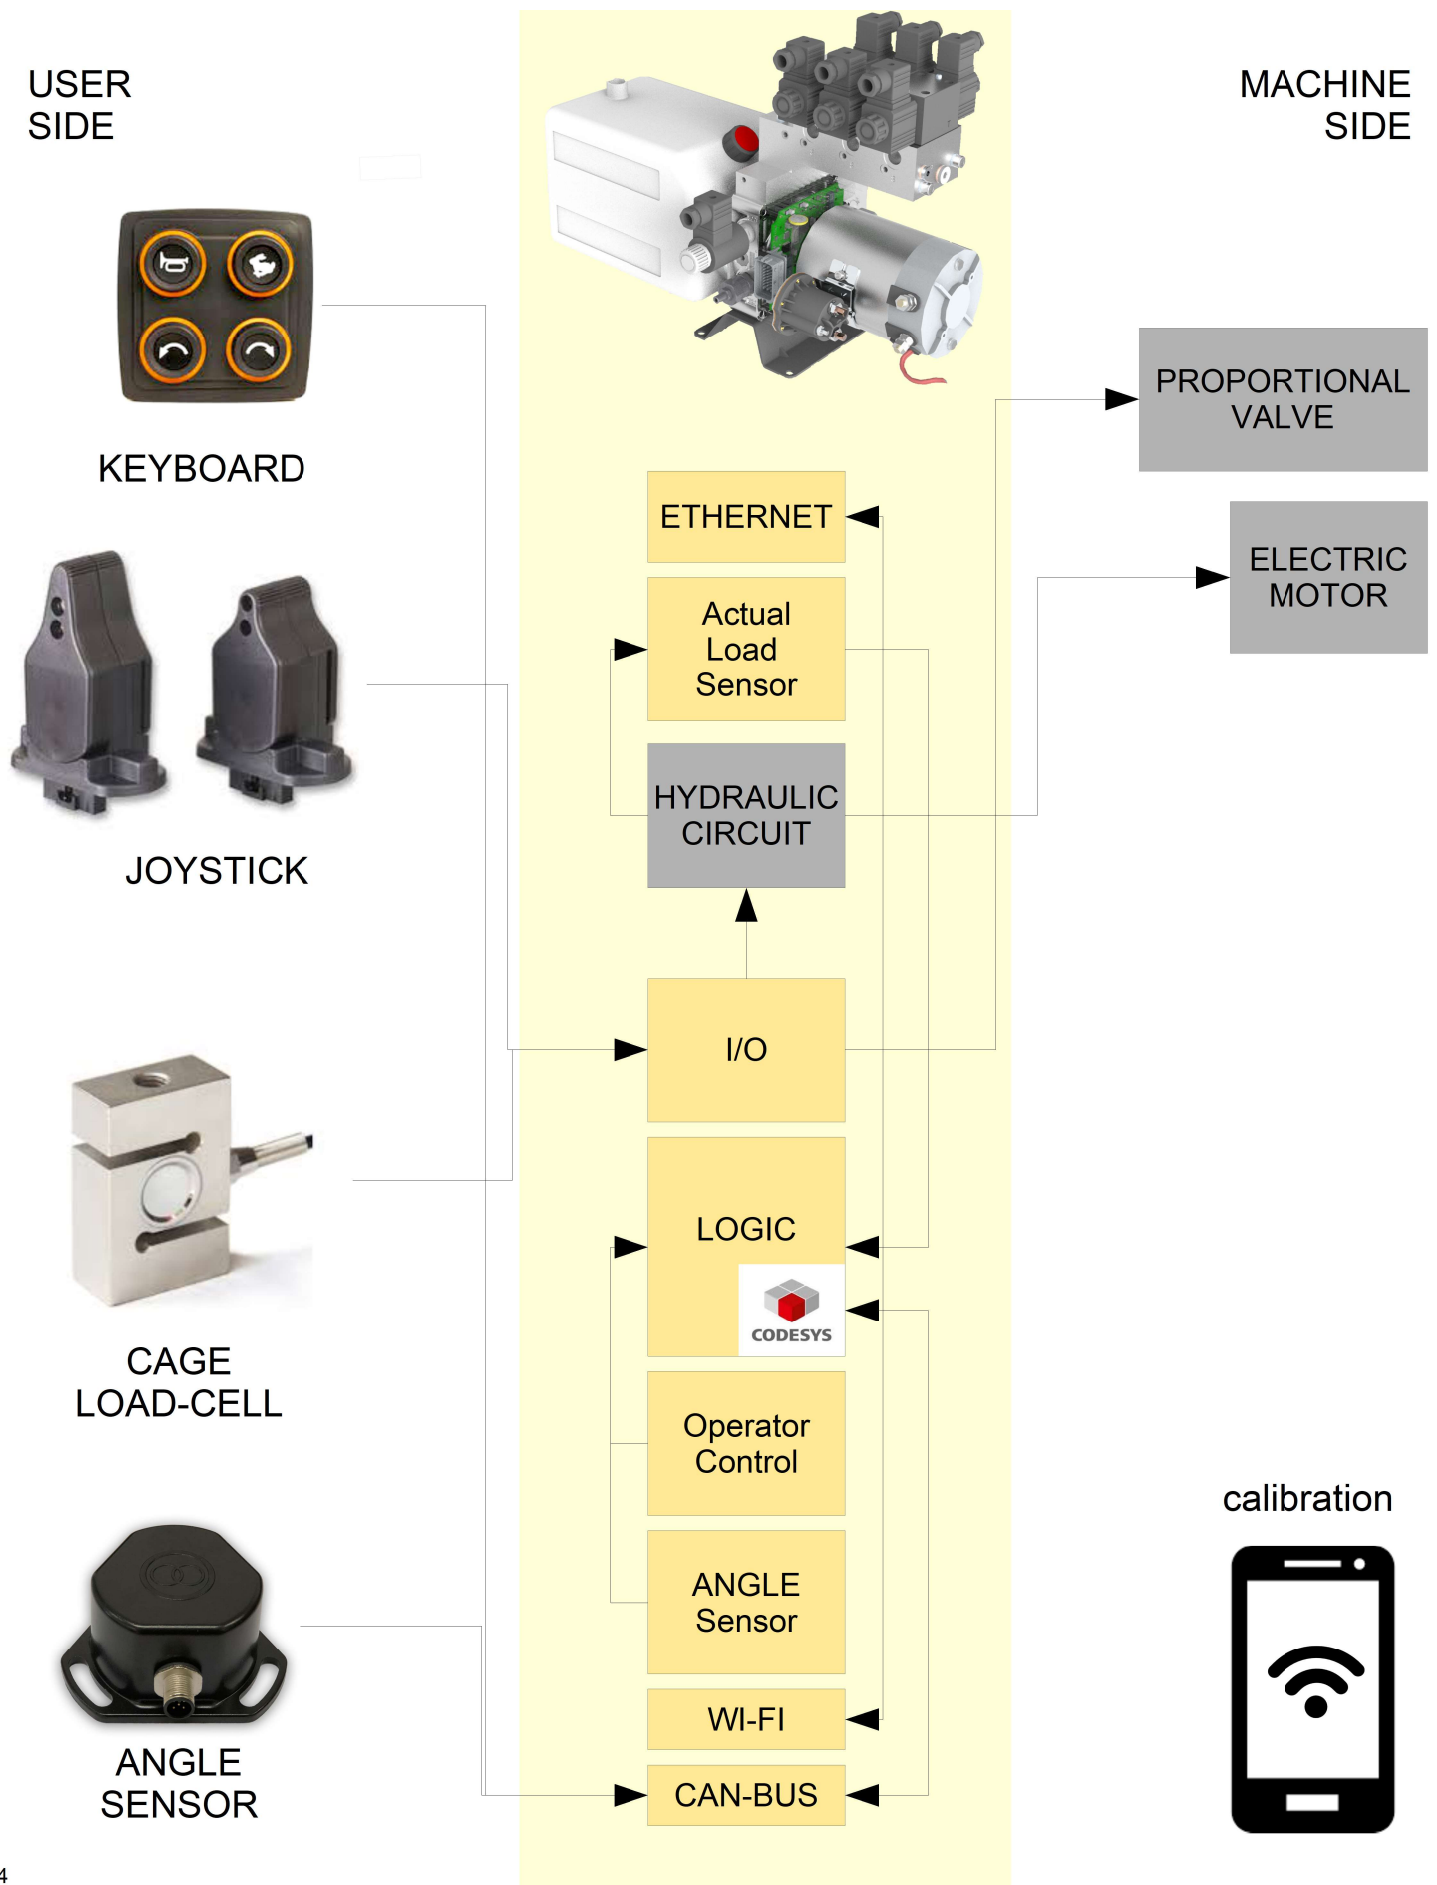 USER
SIDE
MACHINE
SIDE
KEYBOARD
PROPORTIONAL
VALVE
ETHERNET
ELECTRIC
MOTOR
Actual
Load
Sensor
HYDRAULIC
CIRCUIT
JOYSTICK
I/O
LOGIC
CODESYS
CAGE
LOAD-CELL
Operator
Control
calibration
ANGLE
Sensor
WI-FI
ANGLE
SENSOR
CAN-BUS
4